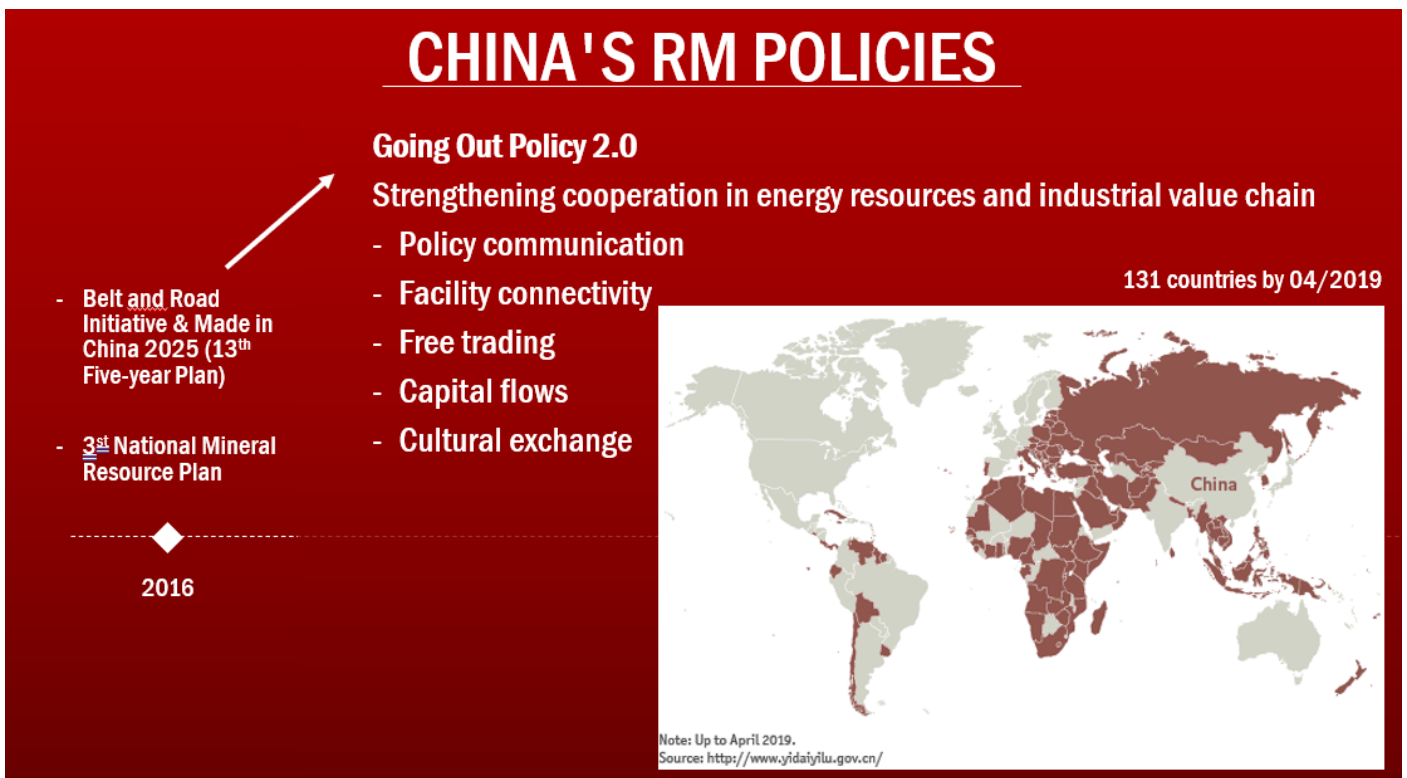 CHINA'S RM POLICIES
Going Out Policy 2.0
Strengthening cooperation in energy resources and industrial value chain
- Policy communication
- Facility connectivity
- Free trading
- Capital flows
- Cultural exchange
- Belt and Road
Initiative & Made in
China 2025 (13th
Five-year Plan)
- 3st National Mineral
Resource Plan
2016
131 countries by 04/2019
China
Note: Up to April 2019.
Source: http://www.yidaiyilu.gov.cn/